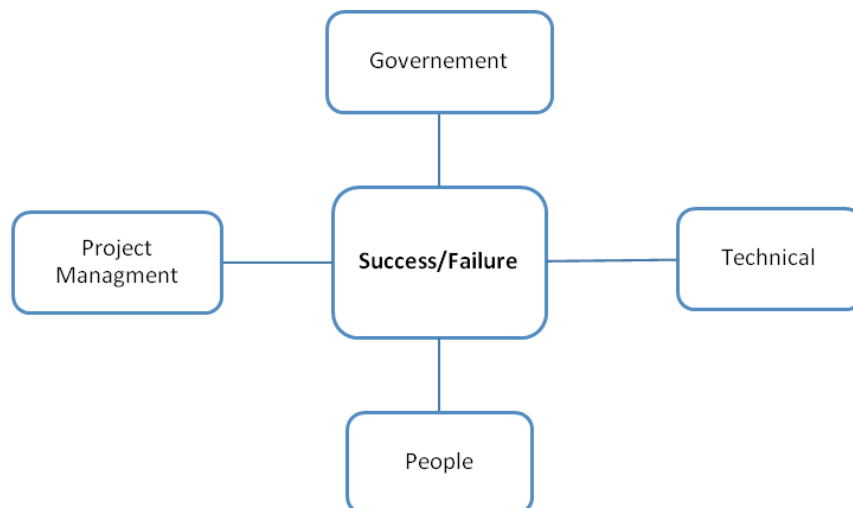 Governement
Project
Managment
Success/Failure
Technical
People